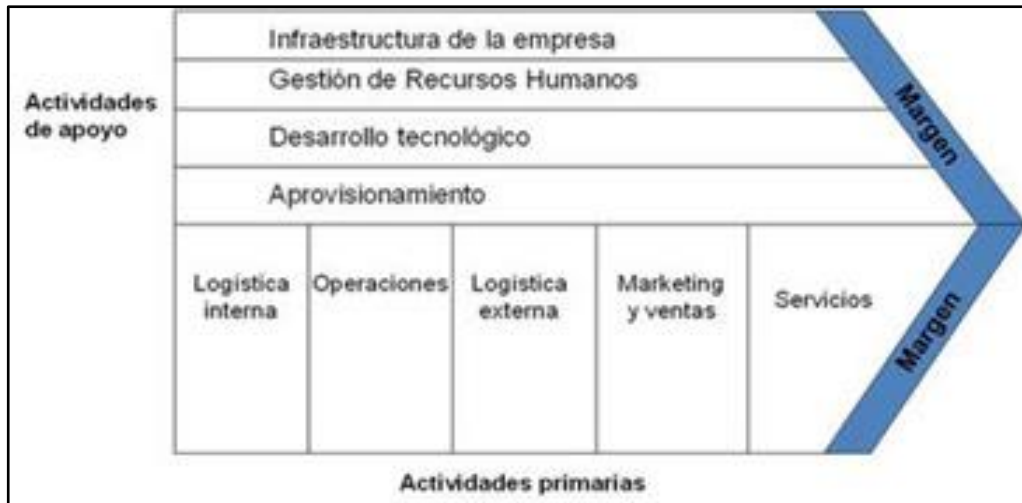 Infraestructura de la empresa
Gestión de Recursos Humanos
Actividades
de apoyo
Desarrollo tecnológico
Aprovisionamiento
Margen
Logística
interna
Operaciones
Logística
externa
Marketing
y ventas
Servicios
Margen
Actividades primarias